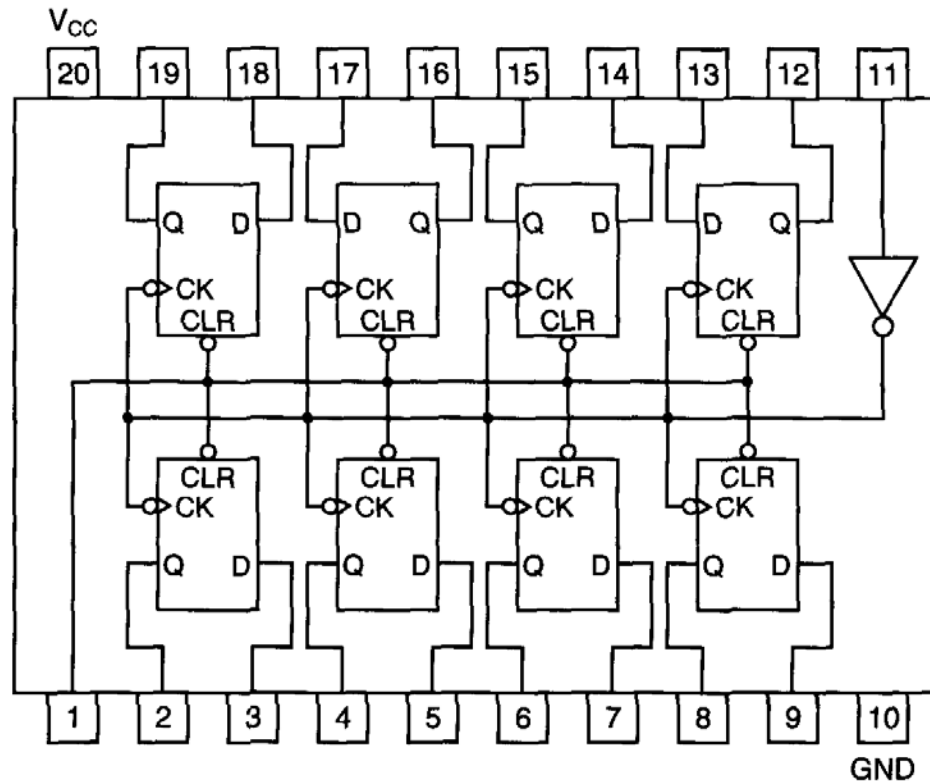 VCC
20 19 18 17 16 15 14 13 12 11
Q D D Q Q D D Q
CK CK CK CK
CLR CLR CLR CLR
CLR CLR CLR CLR
CK CK CK CK
Q D Q D Q D Q D
1 2 3 4 5 6 7 8 9 10
GND